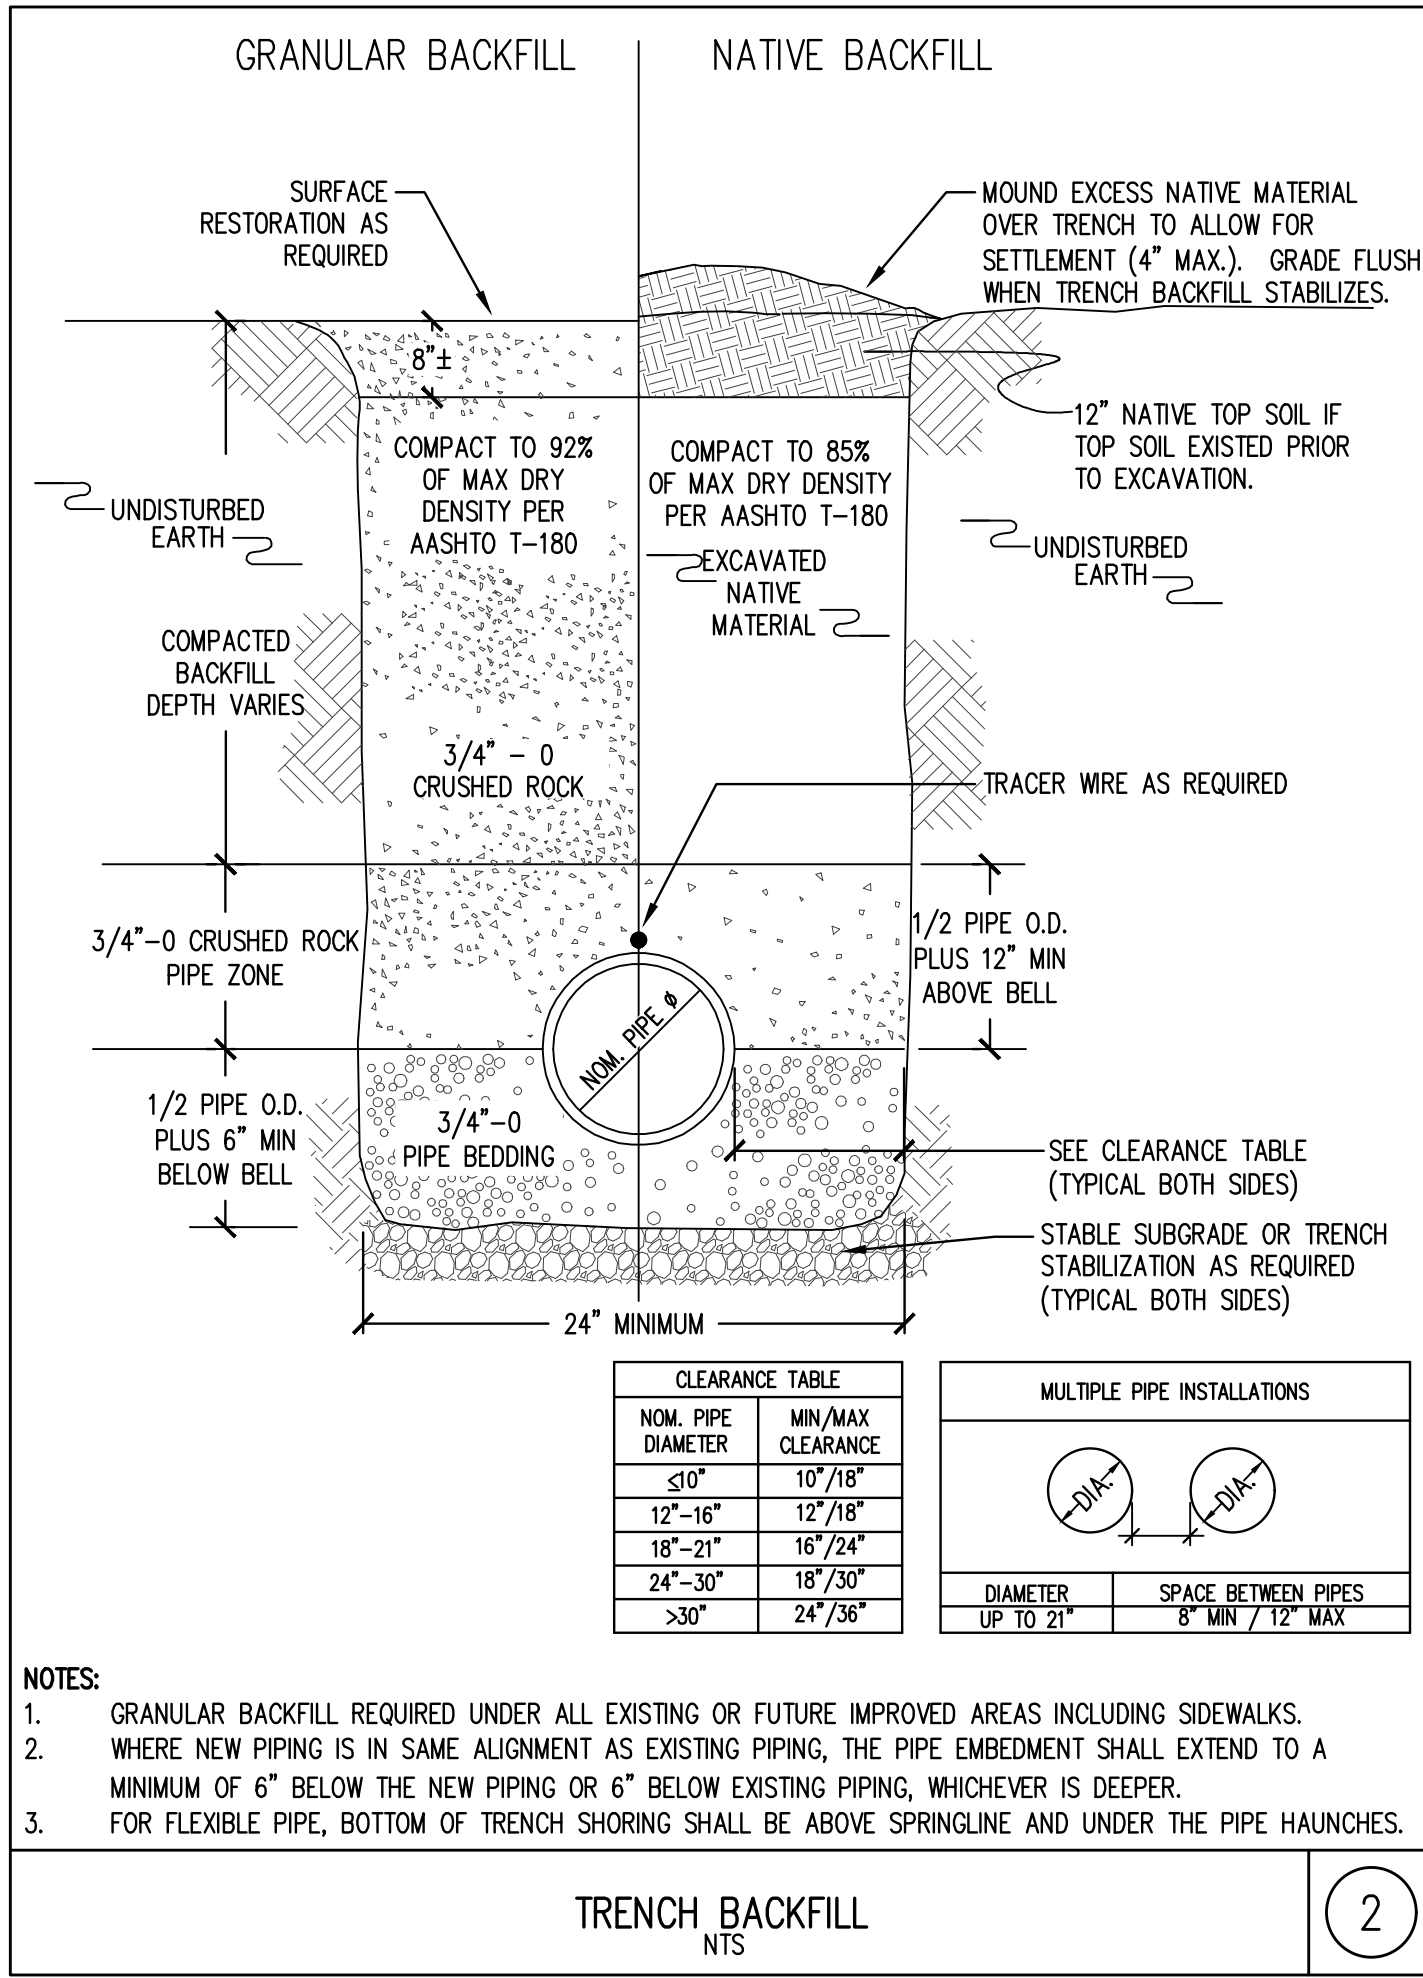 GRANULAR BACKFILL
NATIVE BACKFILL
SURFACE
RESTORATION AS
REQUIRED
MOUND EXCESS NATIVE MATERIAL
OVER TRENCH TO ALLOW FOR
SETTLEMENT (4" MAX.). GRADE FLUSH
WHEN TRENCH BACKFILL STABILIZES.
8"±
12" NATIVE TOP SOIL IF
TOP SOIL EXISTED PRIOR
TO EXCAVATION.
COMPACT TO 92%
OF MAX DRY
DENSITY PER
AASHTO T-180
COMPACT TO 85%
OF MAX DRY DENSITY
PER AASHTO T-180
UNDISTURBED
EARTH
EXCAVATED
NATIVE
MATERIAL
UNDISTURBED
EARTH
COMPACTED
BACKFILL
DEPTH VARIES
3/4" - 0
CRUSHED ROCK
TRACER WIRE AS REQUIRED
3/4"-0 CRUSHED ROCK
PIPE ZONE
1/2 PIPE O.D.
PLUS 12" MIN
ABOVE BELL
NOM. PIPE ø
1/2 PIPE O.D.
PLUS 6" MIN
BELOW BELL
3/4"-0
PIPE BEDDING
SEE CLEARANCE TABLE
(TYPICAL BOTH SIDES)
STABLE SUBGRADE OR TRENCH
STABILIZATION AS REQUIRED
(TYPICAL BOTH SIDES)
24" MINIMUM
CLEARANCE TABLE
NOM. PIPE DIAMETER MIN/MAX CLEARANCE
≤10" 10"/18"
12"-16" 12"/18"
18"-21" 16"/24"
24"-30" 18"/30"
>30" 24"/36"
MULTIPLE PIPE INSTALLATIONS
DIA. DIA.
DIAMETER SPACE BETWEEN PIPES
UP TO 21" 8" MIN / 12" MAX
NOTES:
1. GRANULAR BACKFILL REQUIRED UNDER ALL EXISTING OR FUTURE IMPROVED AREAS INCLUDING SIDEWALKS.
2. WHERE NEW PIPING IS IN SAME ALIGNMENT AS EXISTING PIPING, THE PIPE EMBEDMENT SHALL EXTEND TO A
MINIMUM OF 6" BELOW THE NEW PIPING OR 6" BELOW EXISTING PIPING, WHICHEVER IS DEEPER.
3. FOR FLEXIBLE PIPE, BOTTOM OF TRENCH SHORING SHALL BE ABOVE SPRINGLINE AND UNDER THE PIPE HAUNCHES.
TRENCH BACKFILL
NTS
2